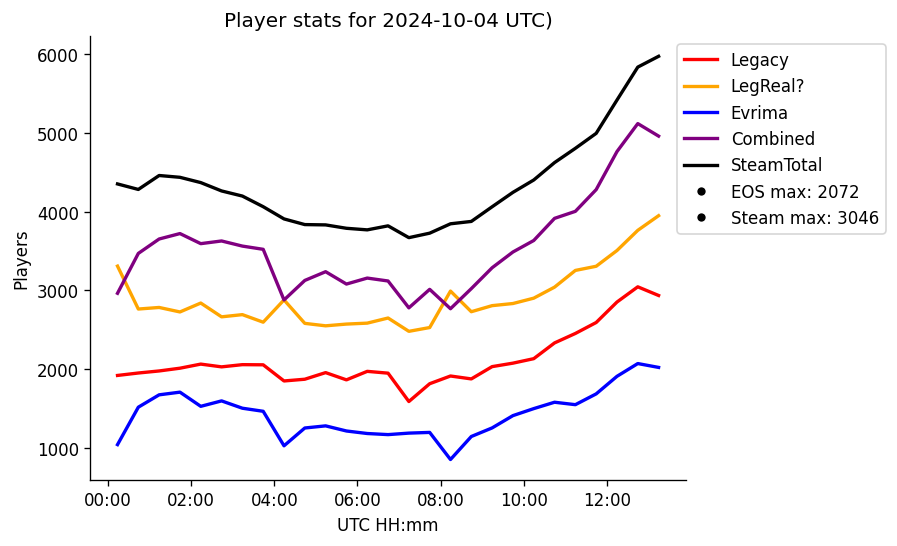 Player stats for 2024-10-04 UTC)
6000
5000
4000
3000
2000
1000
Players
00:00 02:00 04:00 06:00 08:00 10:00 12:00
UTC HH:mm
Legacy
LegReal?
Evrima
Combined
SteamTotal
EOS max: 2072
Steam max: 3046